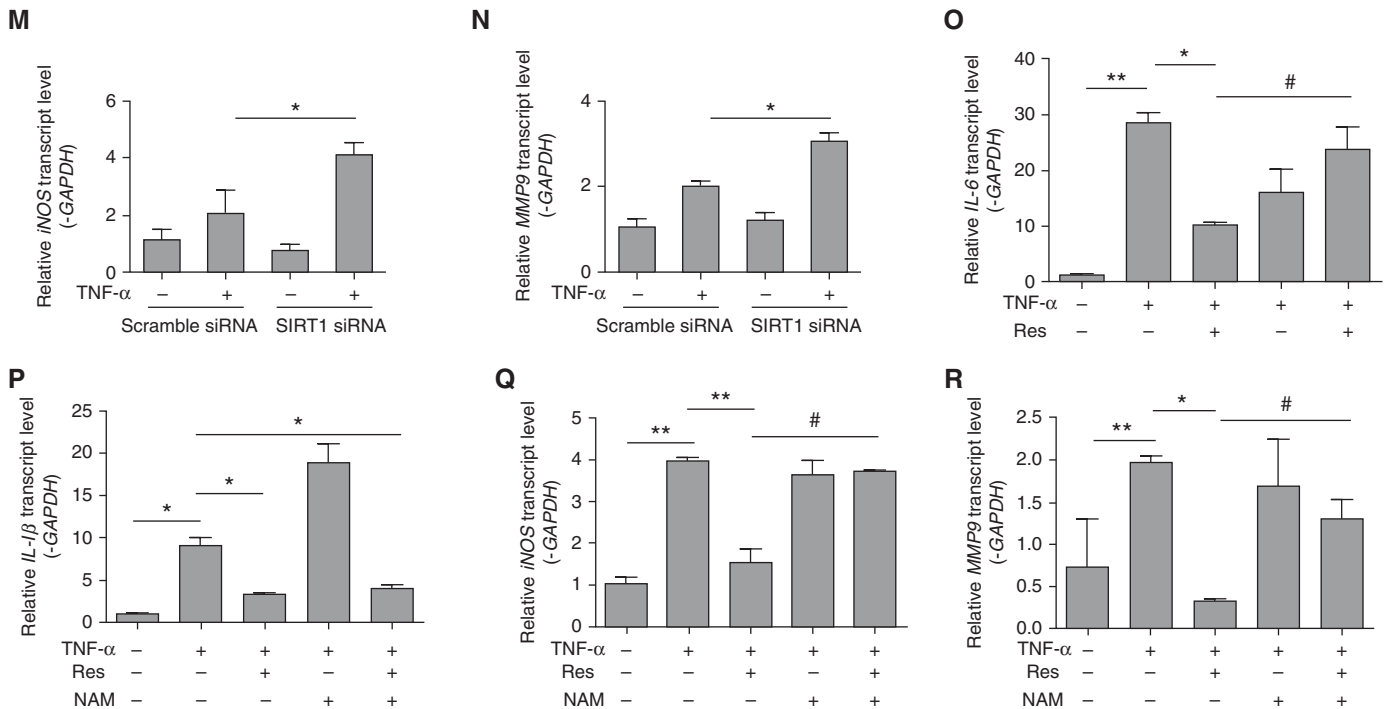 M
Relative iNOS transcript level
(-GAPDH)
6
4
2
0
*
TNF-α – + – +
Scramble siRNA SIRT1 siRNA
N
Relative MMP9 transcript level
(-GAPDH)
4
2
0
*
TNF-α – + – +
Scramble siRNA SIRT1 siRNA
O
Relative IL-6 transcript level
(-GAPDH)
40
30
20
10
0
** * #
TNF-α – + + + +
Res – – + – +
P
Relative IL-Iβ transcript level
(-GAPDH)
25
20
15
10
5
0
* * *
TNF-α – + + + +
Res – – + – +
NAM – – – + +
Q
Relative iNOS transcript level
(-GAPDH)
5
4
3
2
1
0
** ** #
TNF-α – + + + +
Res – – + – +
NAM – – – + +
R
Relative MMP9 transcript level
(-GAPDH)
2.5
2.0
1.5
1.0
0.5
0.0
** * #
TNF-α – + + + +
Res – – + – +
NAM – – – + +